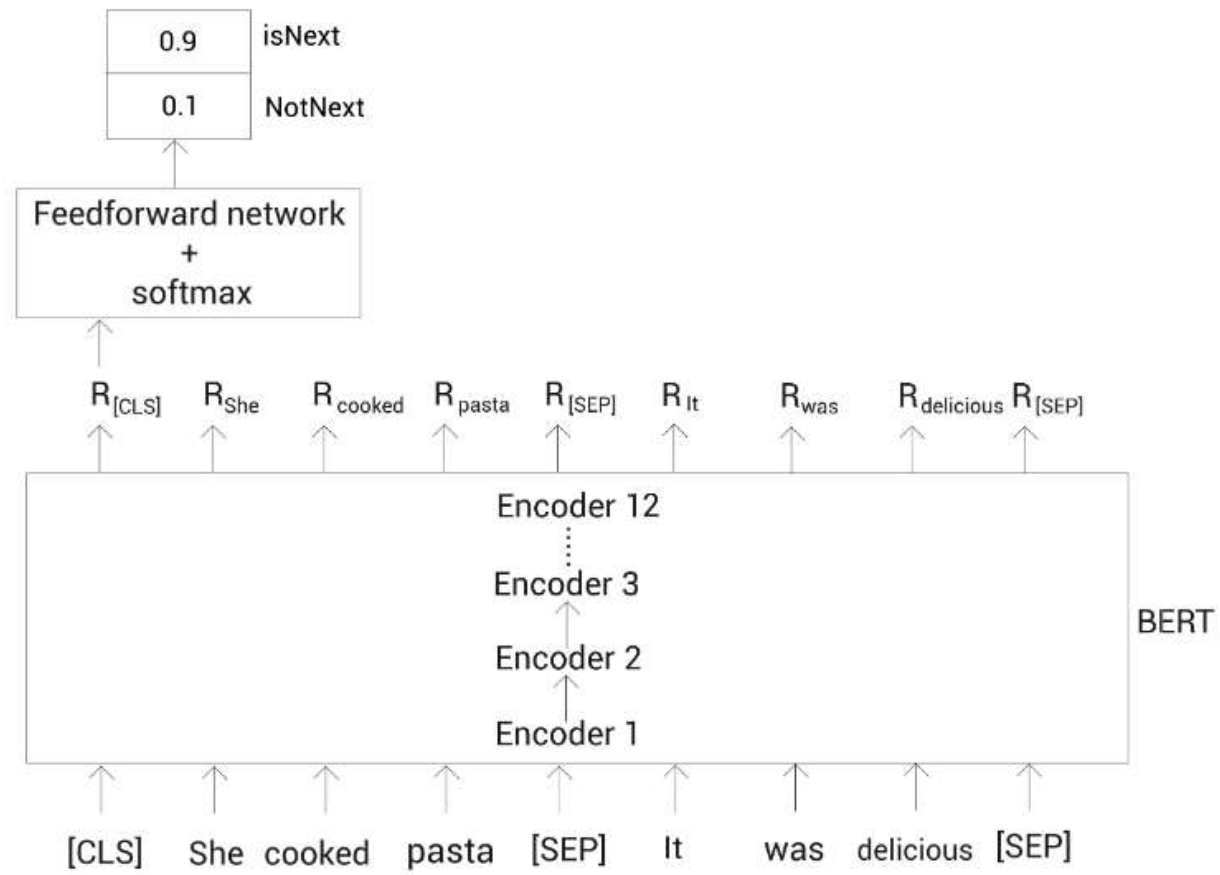 0.9 isNext
0.1 NotNext
Feedforward network
+
softmax
R[CLS] RShe Rcooked Rpasta R[SEP] RIt Rwas Rdelicious R[SEP]
Encoder 12
Encoder 3
BERT
Encoder 2
Encoder 1
[CLS] She cooked pasta [SEP] It was delicious [SEP]